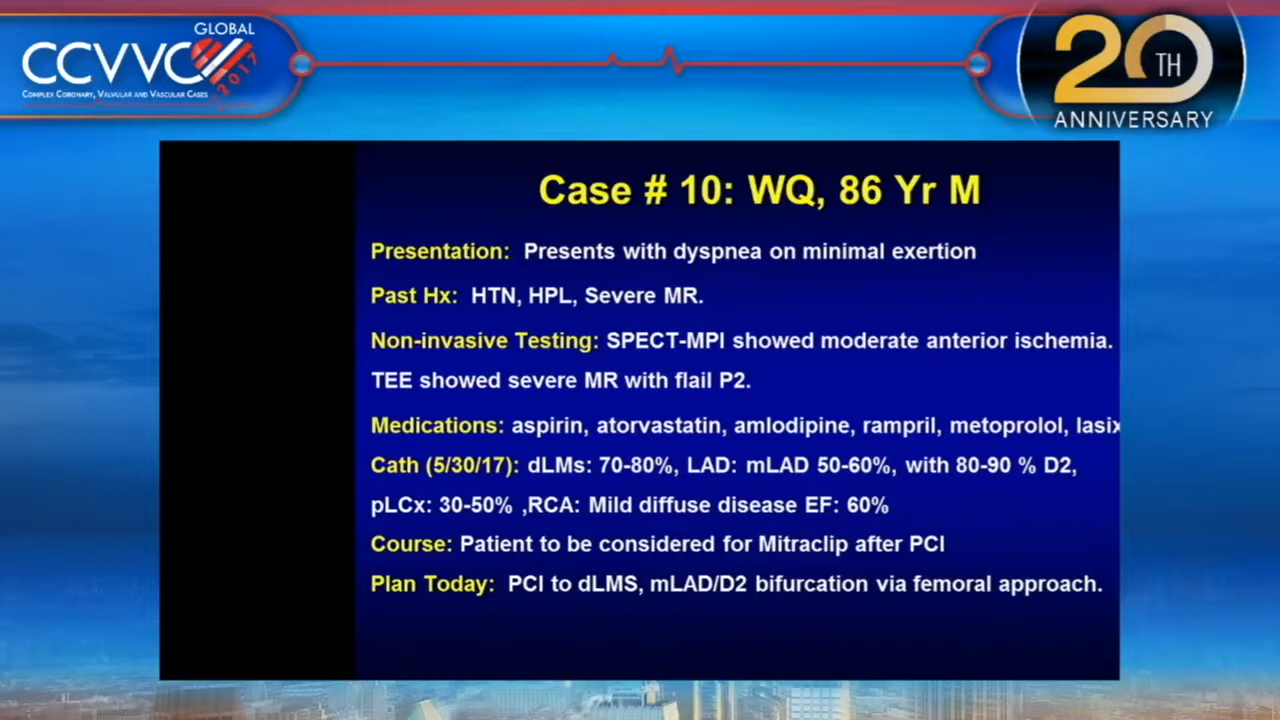 GLOBAL
CCVVC
2017
COMPLEX CORONARY, VALVULAR AND VASCULAR CASES
20TH
ANNIVERSARY
Case # 10: WQ, 86 Yr M
Presentation: Presents with dyspnea on minimal exertion
Past Hx: HTN, HPL, Severe MR.
Non-invasive Testing: SPECT-MPI showed moderate anterior ischemia.
TEE showed severe MR with flail P2.
Medications: aspirin, atorvastatin, amlodipine, rampril, metoprolol, lasix
Cath (5/30/17): dLMs: 70-80%, LAD: mLAD 50-60%, with 80-90 % D2,
pLCx: 30-50% ,RCA: Mild diffuse disease EF: 60%
Course: Patient to be considered for Mitraclip after PCI
Plan Today: PCI to dLMS, mLAD/D2 bifurcation via femoral approach.